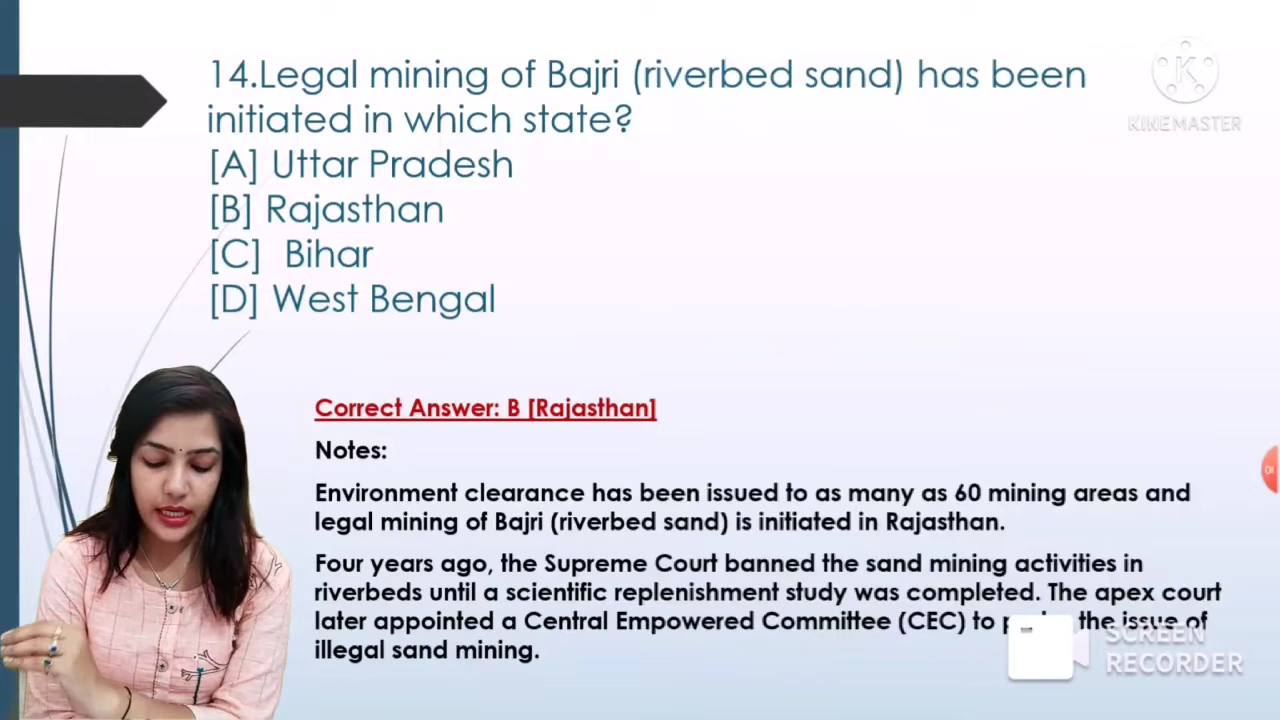 14.Legal mining of Bajri (riverbed sand) has been
initiated in which state?
[A] Uttar Pradesh
[B] Rajasthan
[C] Bihar
[D] West Bengal
K
KINEMASTER
Correct Answer: B [Rajasthan]
Notes:
Environment clearance has been issued to as many as 60 mining areas and
legal mining of Bajri (riverbed sand) is initiated in Rajasthan.
Four years ago, the Supreme Court banned the sand mining activities in
riverbeds until a scientific replenishment study was completed. The apex court
later appointed a Central Empowered Committee (CEC) to the issue of
illegal sand mining.
SCREEN
RECORDER